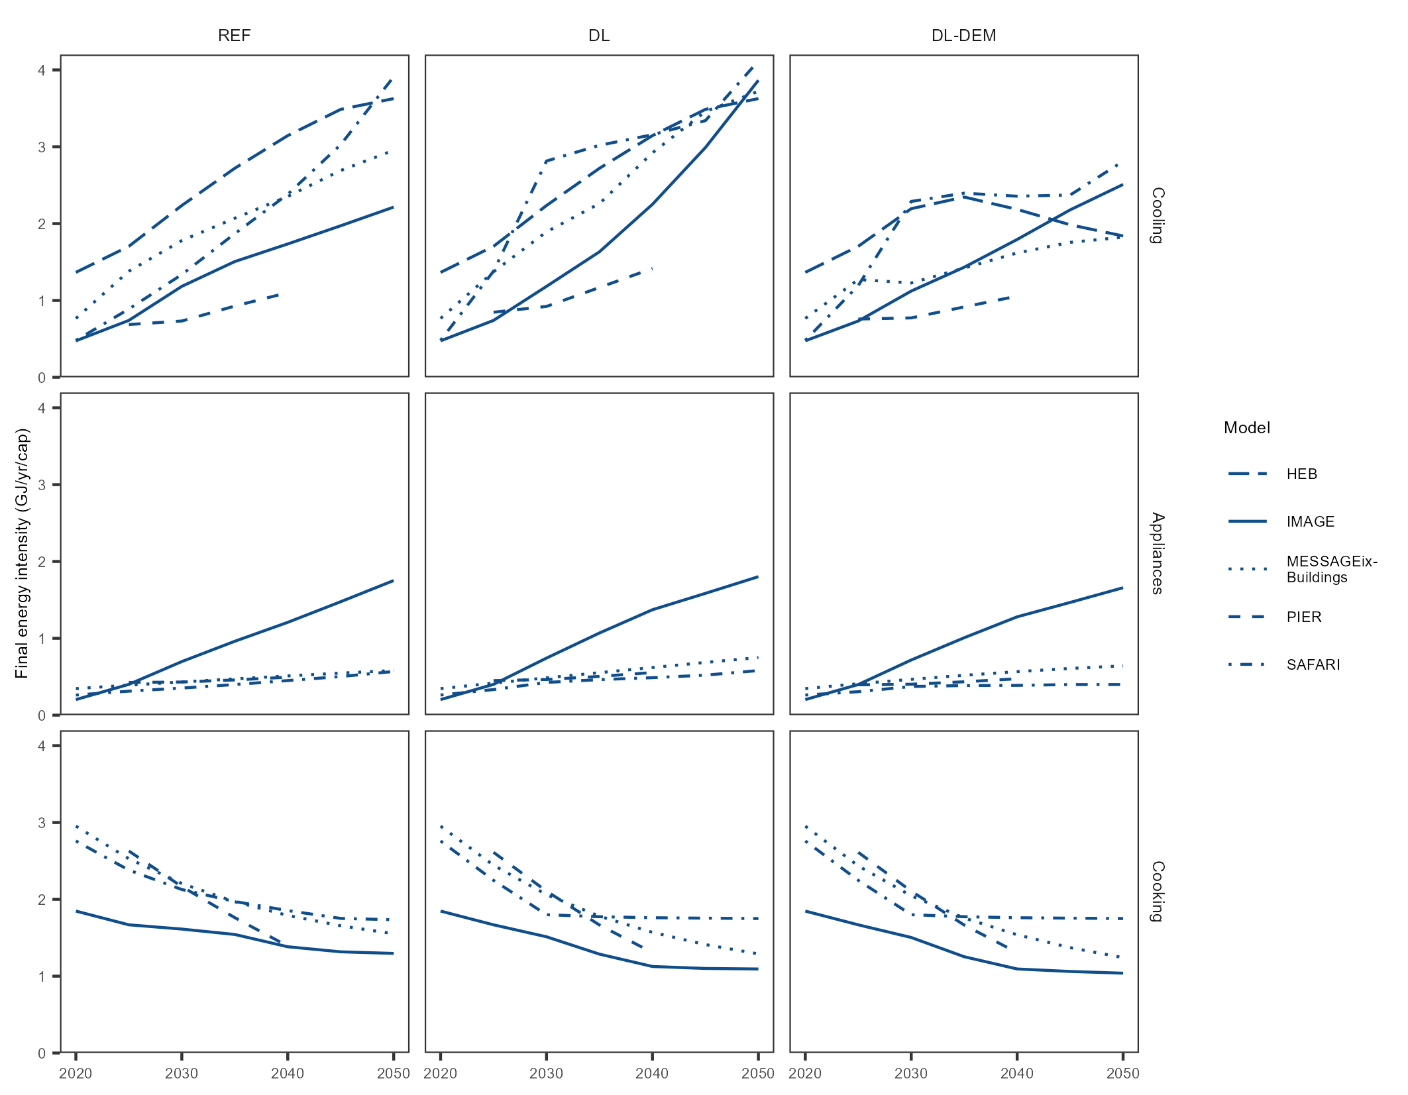 REF
DL
DL-DEM
4
3
2
1
0
Cooling
4
3
2
1
0
Appliances
Final energy intensity (GJ/yr/cap)
4
3
2
1
0
Cooking
2020
2030
2040
2050
2020
2030
2040
2050
2020
2030
2040
2050
Model
HEB
IMAGE
MESSAGEix-
Buildings
PIER
SAFARI